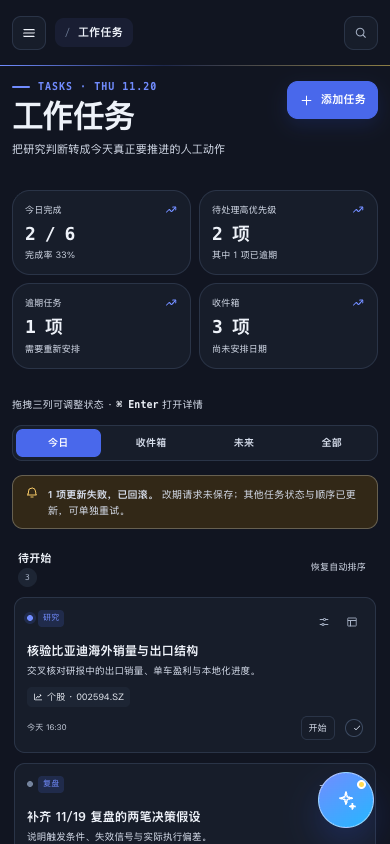 / 工作任务
TASKS · THU 11.20
工作任务
添加任务
把研究判断转成今天真正要推进的人工动作
今日完成
2 / 6
完成率 33%
待处理高优先级
2 项
其中 1 项已逾期
逾期任务
1 项
需要重新安排
收件箱
3 项
尚未安排日期
拖拽三列可调整状态 · ⌘ Enter 打开详情
今日 收件箱 未来 全部
1 项更新失败，已回滚。 改期请求未保存；其他任务状态与顺序已更
新，可单独重试。
待开始
3
恢复自动排序
研究
核验比亚迪海外销量与出口结构
交叉核对研报中的出口销量、单车盈利与本地化进度。
个股 · 002594.SZ
今天 16:30
开始
复盘
补齐 11/19 复盘的两笔决策假设
说明触发条件、失效信号与实际执行偏差。